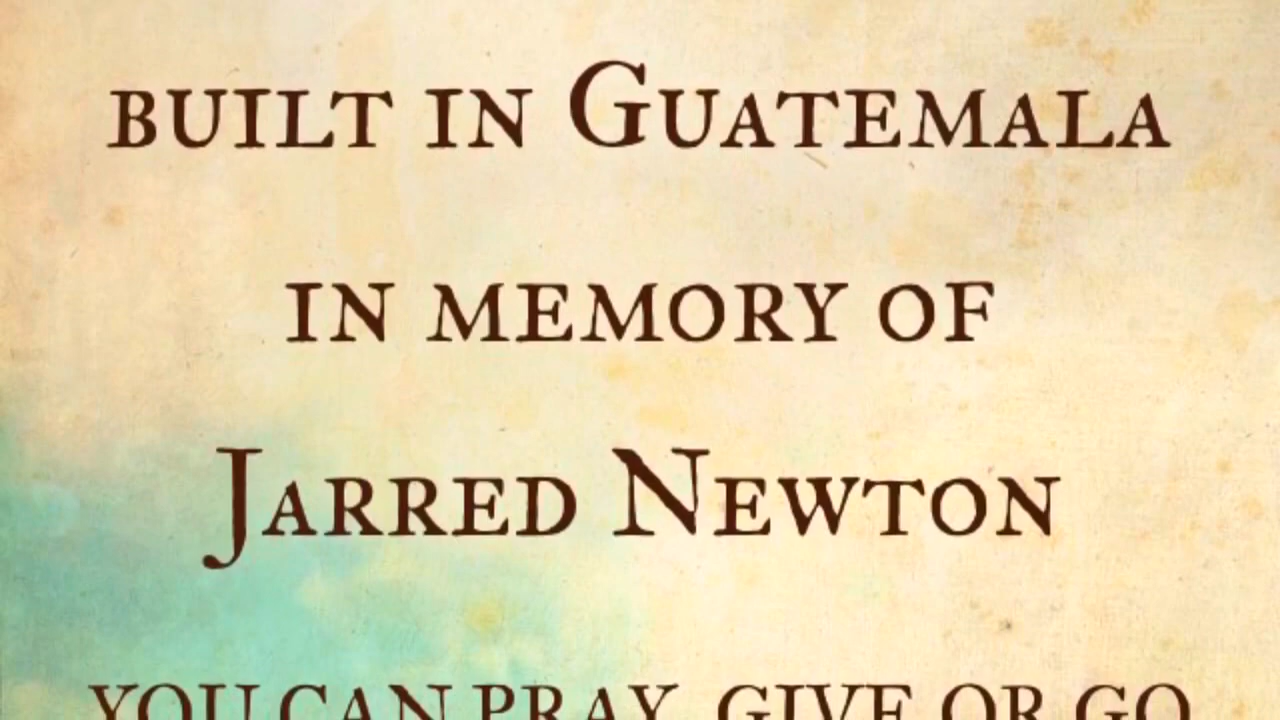 built in Guatemala
in memory of
Jarred Newton
you can pray, give or go